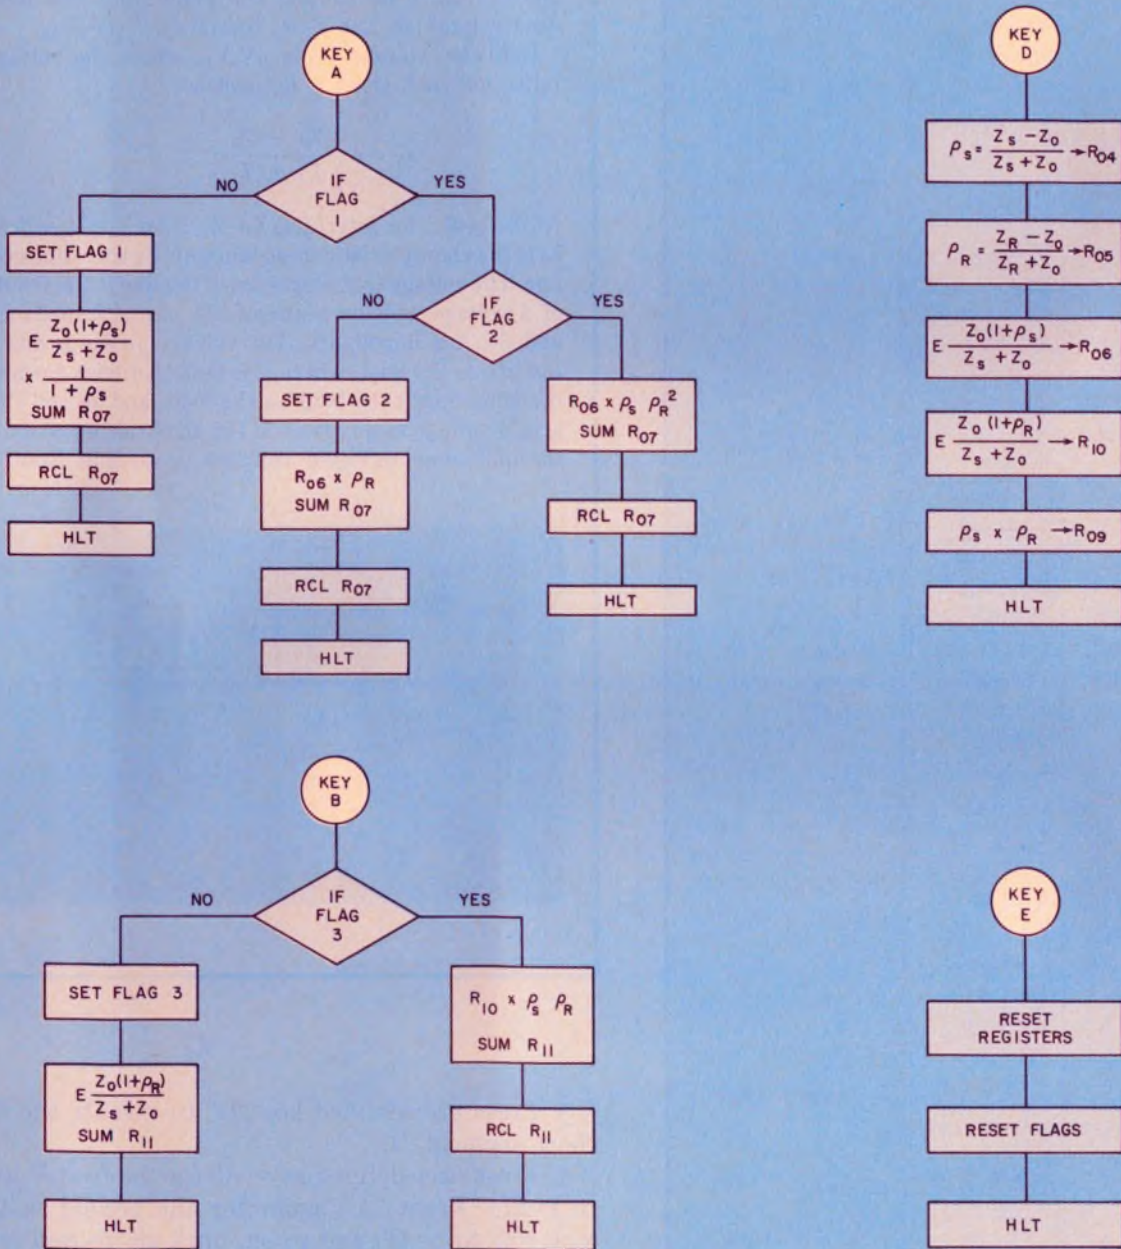 KEY
A
IF
FLAG
1
NO
YES
SET FLAG 1
E Z₀(1+ρₛ)
Zₛ + Z₀
x 1
1 + ρₛ
SUM R₀₇
RCL R₀₇
HLT
IF
FLAG
2
NO
YES
SET FLAG 2
R₀₆ x ρR
SUM R₀₇
RCL R₀₇
HLT
R₀₆ x ρₛ ρR²
SUM R₀₇
RCL R₀₇
HLT
KEY
D
ρₛ = Zₛ – Z₀ → R₀₄
Zₛ + Z₀
ρR = ZR – Z₀ → R₀₅
ZR + Z₀
E Z₀(1+ρₛ) → R₀₆
Zₛ + Z₀
E Z₀ (1+ρR) → R₁₀
Zₛ + Z₀
ρₛ x ρR → R₀₉
HLT
KEY
B
IF
FLAG
3
NO
YES
SET FLAG 3
E Z₀(1+ρR)
Zₛ + Z₀
SUM R₁₁
HLT
R₁₀ x ρₛ ρR
SUM R₁₁
RCL R₁₁
HLT
KEY
E
RESET
REGISTERS
RESET FLAGS
HLT